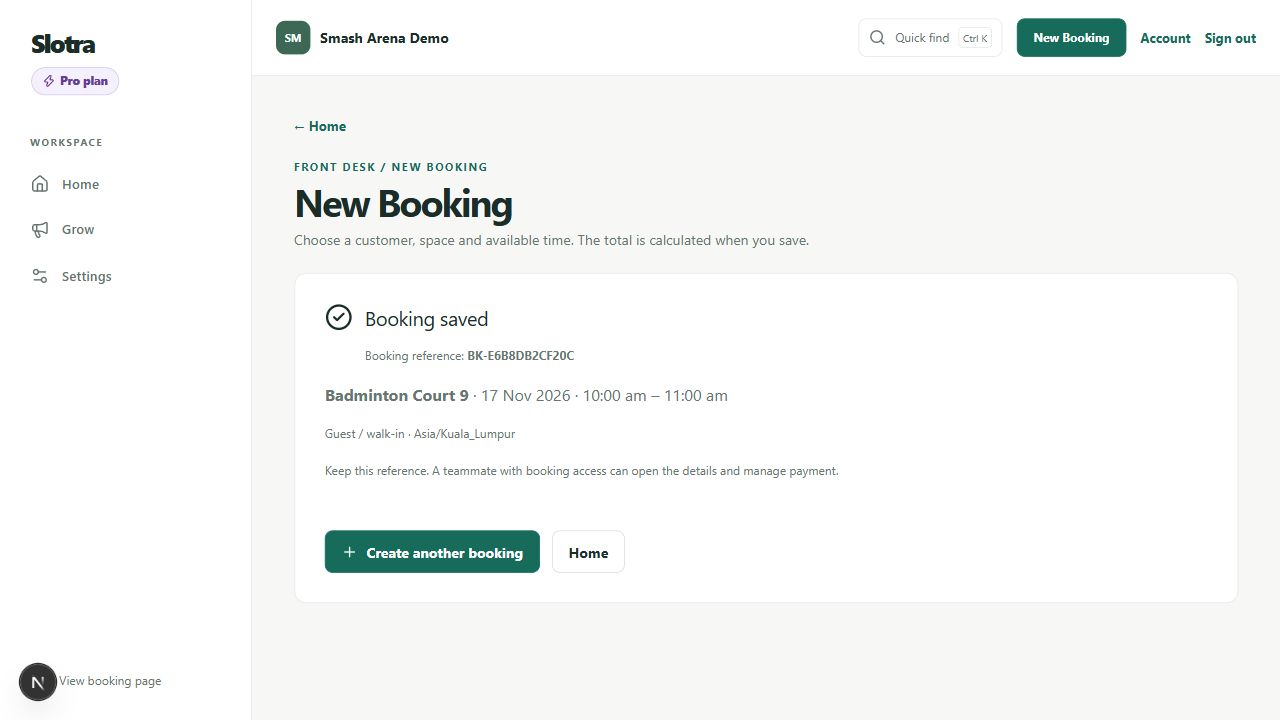 Slotra
Pro plan
WORKSPACE
Home
Grow
Settings
N
View booking page
SM
Smash Arena Demo
Quick find
Ctrl K
New Booking
Account
Sign out
← Home
FRONT DESK / NEW BOOKING
New Booking
Choose a customer, space and available time. The total is calculated when you save.
Booking saved
Booking reference: BK-E6B8DB2CF20C
Badminton Court 9 · 17 Nov 2026 · 10:00 am – 11:00 am
Guest / walk-in · Asia/Kuala_Lumpur
Keep this reference. A teammate with booking access can open the details and manage payment.
Create another booking
Home